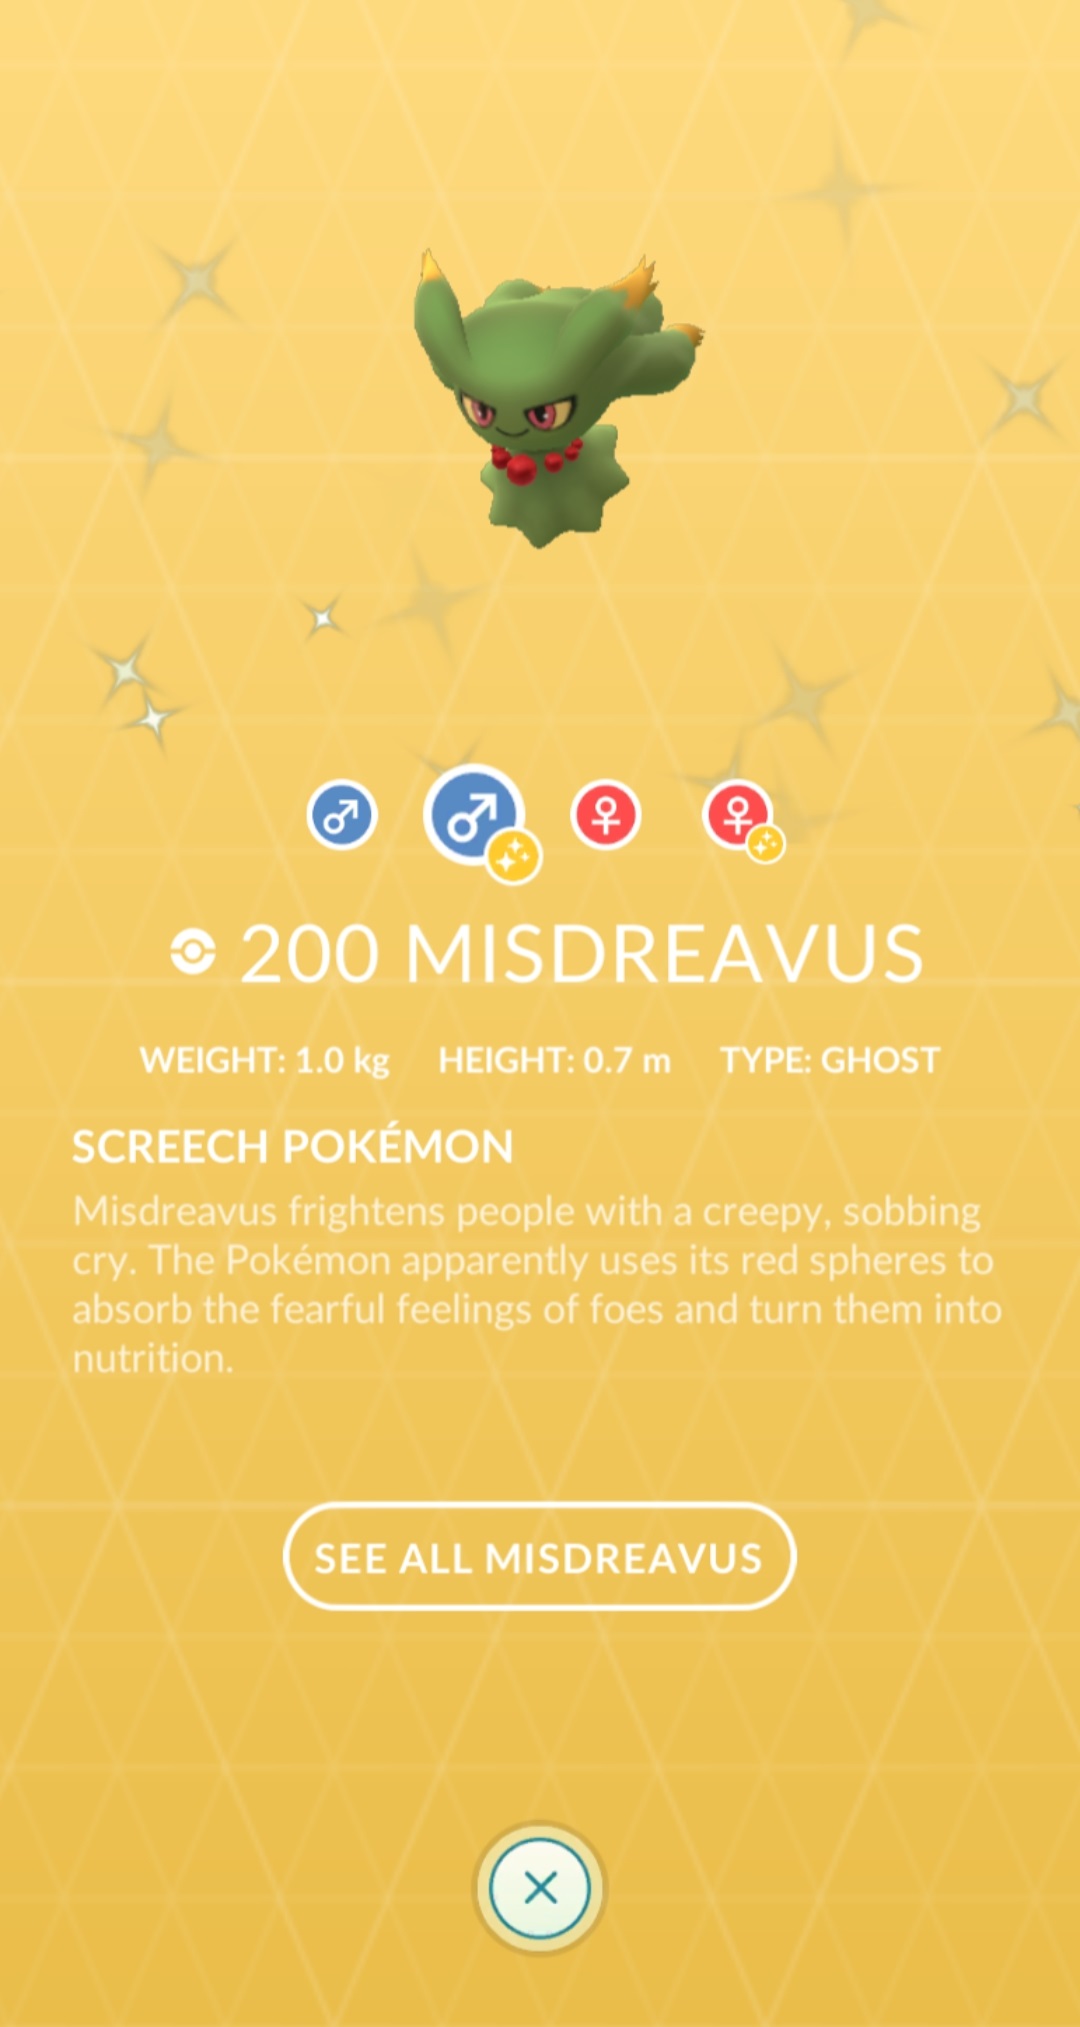 200 MISDREAVUS
WEIGHT: 1.0 kg HEIGHT: 0.7 m TYPE: GHOST
SCREECH POKÉMON
Misdreavus frightens people with a creepy, sobbing
cry. The Pokémon apparently uses its red spheres to
absorb the fearful feelings of foes and turn them into
nutrition.
SEE ALL MISDREAVUS